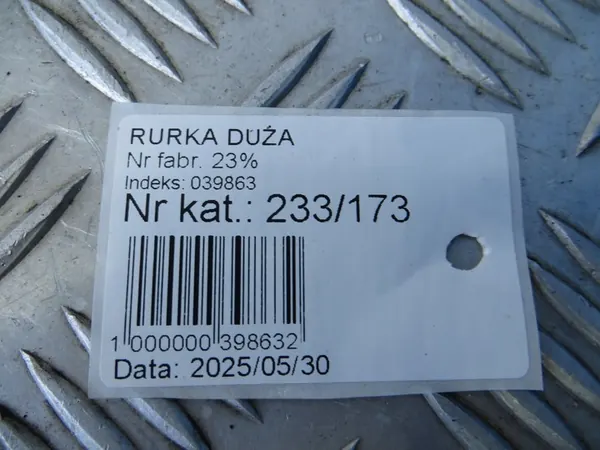 RURKA DUŻA
Nr fabr. 23%
Indeks: 039863
Nr kat.: 233/173
1 000000 398632
Data: 2025/05/30